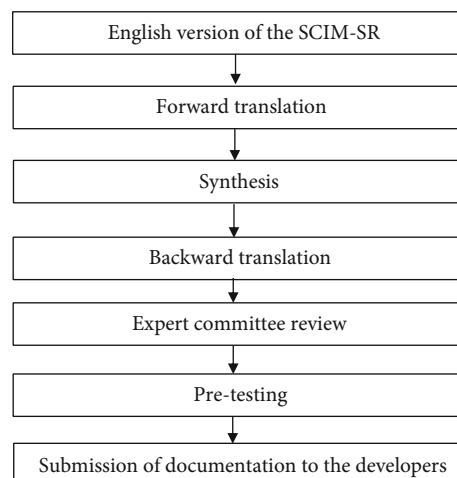 English version of the SCIM-SR
Forward translation
Synthesis
Backward translation
Expert committee review
Pre-testing
Submission of documentation to the developers